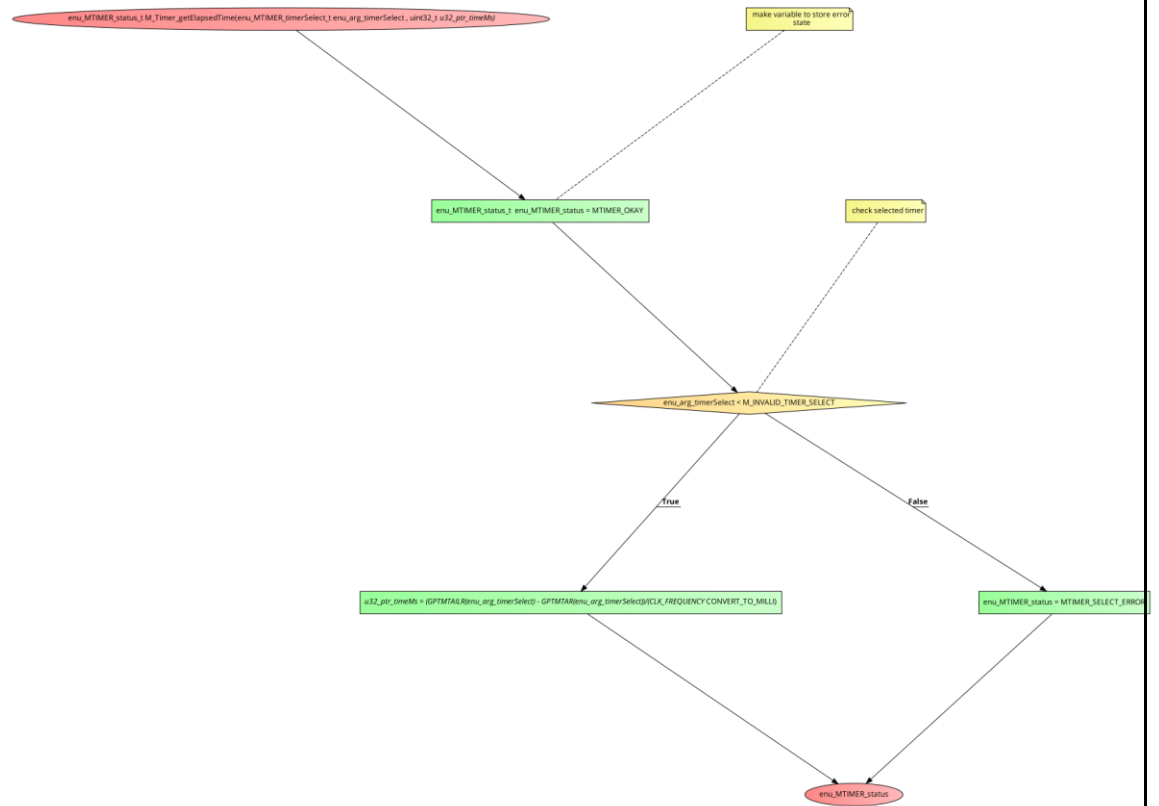 enu_MTIMER_status_t M_Timer_getElapsedTime(enu_MTIMER_timerSelect_t enu_arg_timerSelect , uint32_t u32_ptr_timeMs)
make variable to store error
state
enu_MTIMER_status_t enu_MTIMER_status = MTIMER_OKAY
check selected timer
enu_arg_timerSelect < M_INVALID_TIMER_SELECT
True
False
u32_ptr_timeMs = (GPTMTAILR(enu_arg_timerSelect) - GPTMTAR(enu_arg_timerSelect))/(CLK_FREQUENCY CONVERT_TO_MILLI)
enu_MTIMER_status = MTIMER_SELECT_ERROR
enu_MTIMER_status